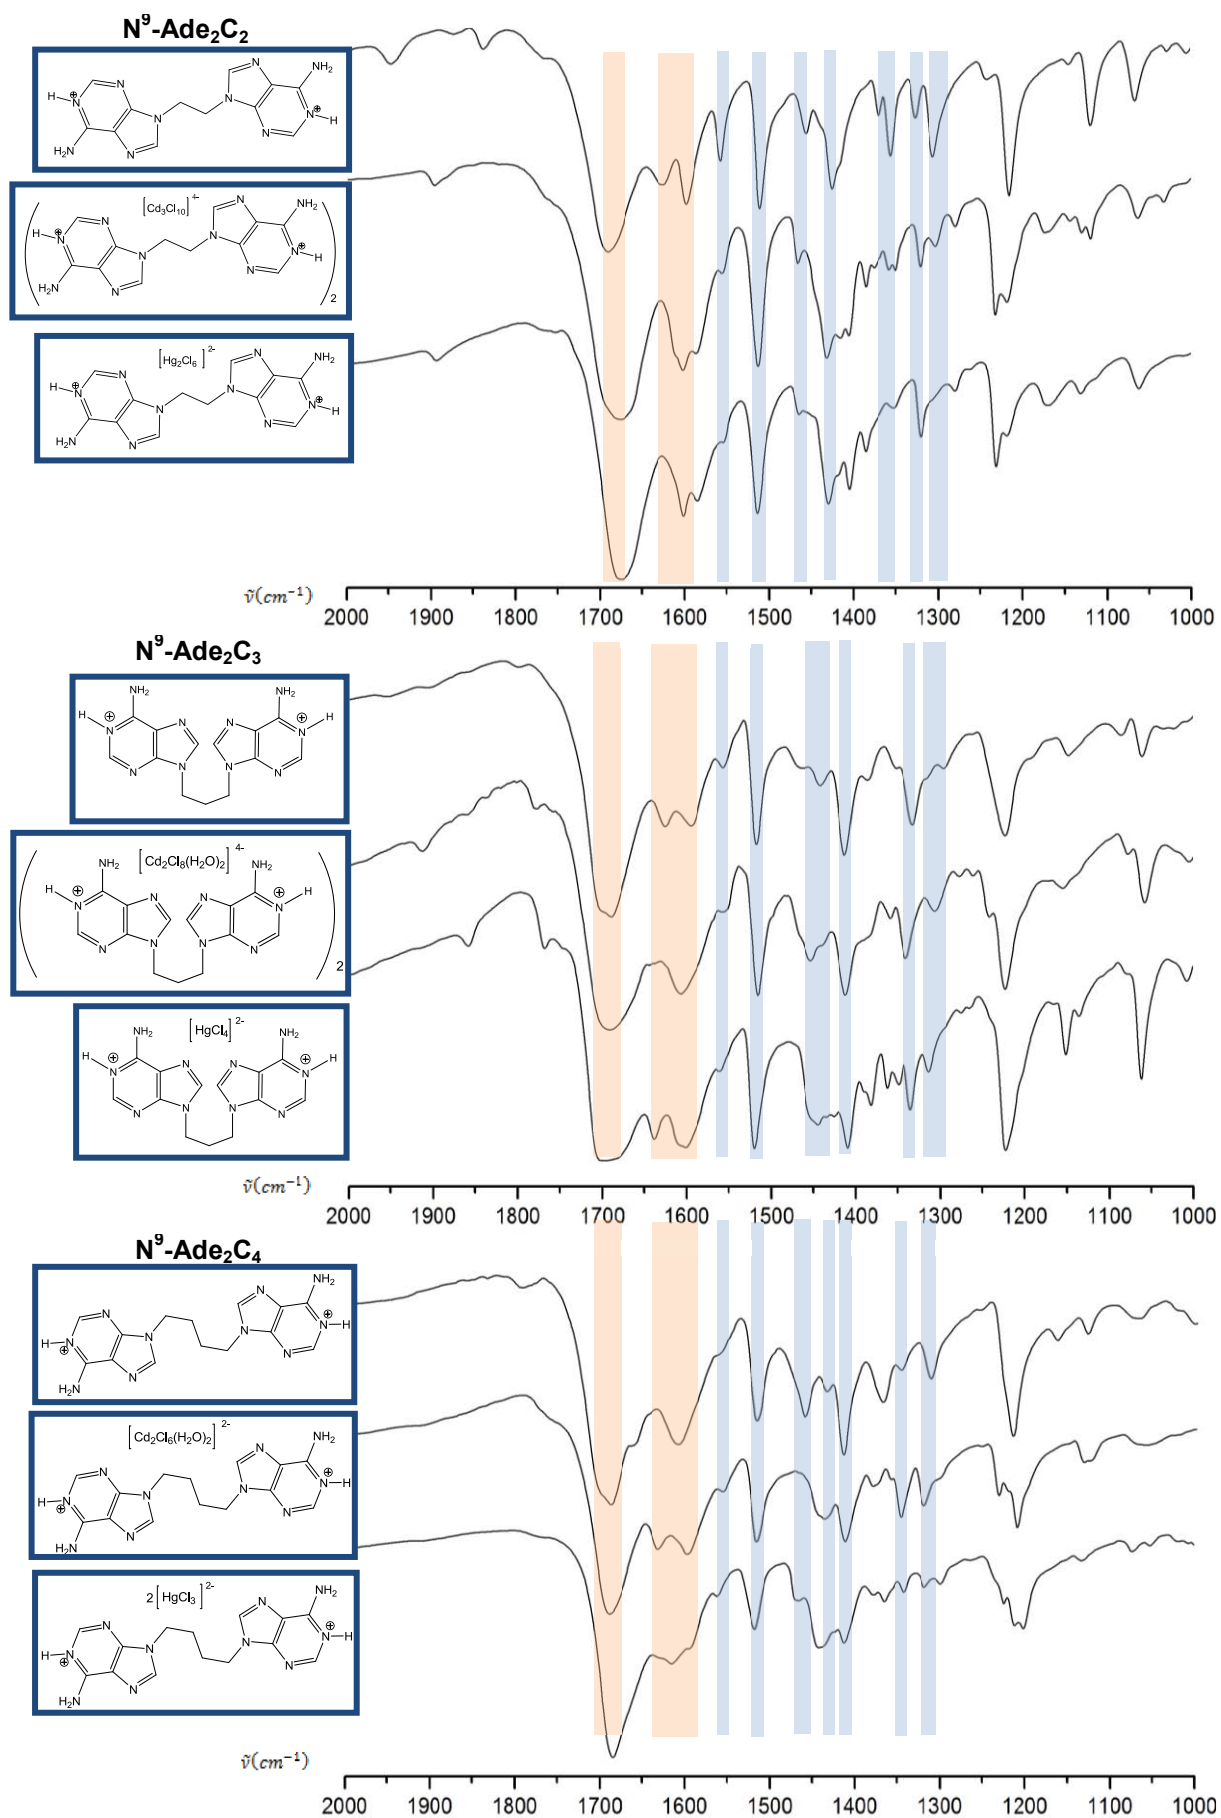 N⁹-Ade₂C₂
NH₂
N
N
N
N
H
N⊕
N
N
N
N
N⊕
H
H₂N
[Cd₃Cl₁₀]⁴⁻
NH₂
N
N
N
N
H
N⊕
N
N
N
N
N⊕
H
H₂N
2
[Hg₂Cl₆]²⁻
NH₂
N
N
N
N
H
N⊕
N
N
N
N
N⊕
H
H₂N
ṽ(cm⁻¹)
2000 1900 1800 1700 1600 1500 1400 1300 1200 1100 1000
N⁹-Ade₂C₃
NH₂ NH₂
H ⊕ N N N N ⊕ H
N N N N
[Cd₂Cl₈(H₂O)₂]⁴⁻
NH₂ NH₂
H ⊕ N N N N ⊕ H
N N N N
2
[HgCl₄]²⁻
NH₂ NH₂
H ⊕ N N N N ⊕ H
N N N N
ṽ(cm⁻¹)
2000 1900 1800 1700 1600 1500 1400 1300 1200 1100 1000
N⁹-Ade₂C₄
NH₂
N
N
N
N
H
N⊕
N
N
N
N
N⊕
H
H₂N
[Cd₂Cl₆(H₂O)₂]²⁻
NH₂
N
N
N
N
H
N⊕
N
N
N
N
N⊕
H
H₂N
2[HgCl₃]²⁻
NH₂
N
N
N
N
H
N⊕
N
N
N
N
N⊕
H
H₂N
ṽ(cm⁻¹)
2000 1900 1800 1700 1600 1500 1400 1300 1200 1100 1000